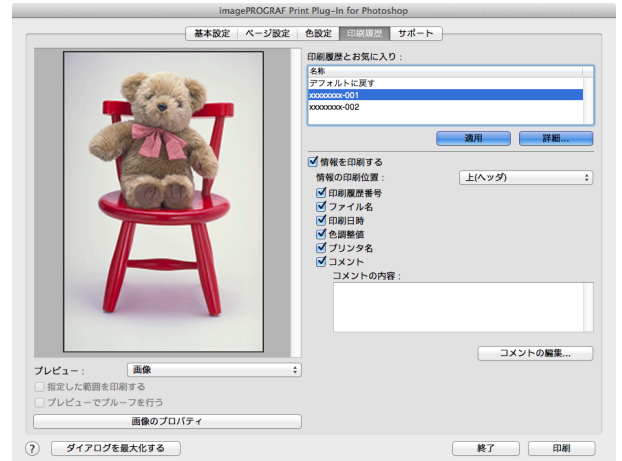 imagePROGRAF Print Plug-In for Photoshop
基本設定 ページ設定 色設定 印刷履歴 サポート
印刷履歴とお気に入り：
名称
デフォルトに戻す
xxxxxxxx-001
xxxxxxxx-002
適用 詳細...
情報を印刷する
情報の印刷位置： 上(ヘッダ)
印刷履歴番号
ファイル名
印刷日時
色調整値
プリンタ名
コメント
コメントの内容：
コメントの編集...
プレビュー： 画像
指定した範囲を印刷する
プレビューでプルーフを行う
画像のプロパティ
? ダイアログを最大化する 終了 印刷